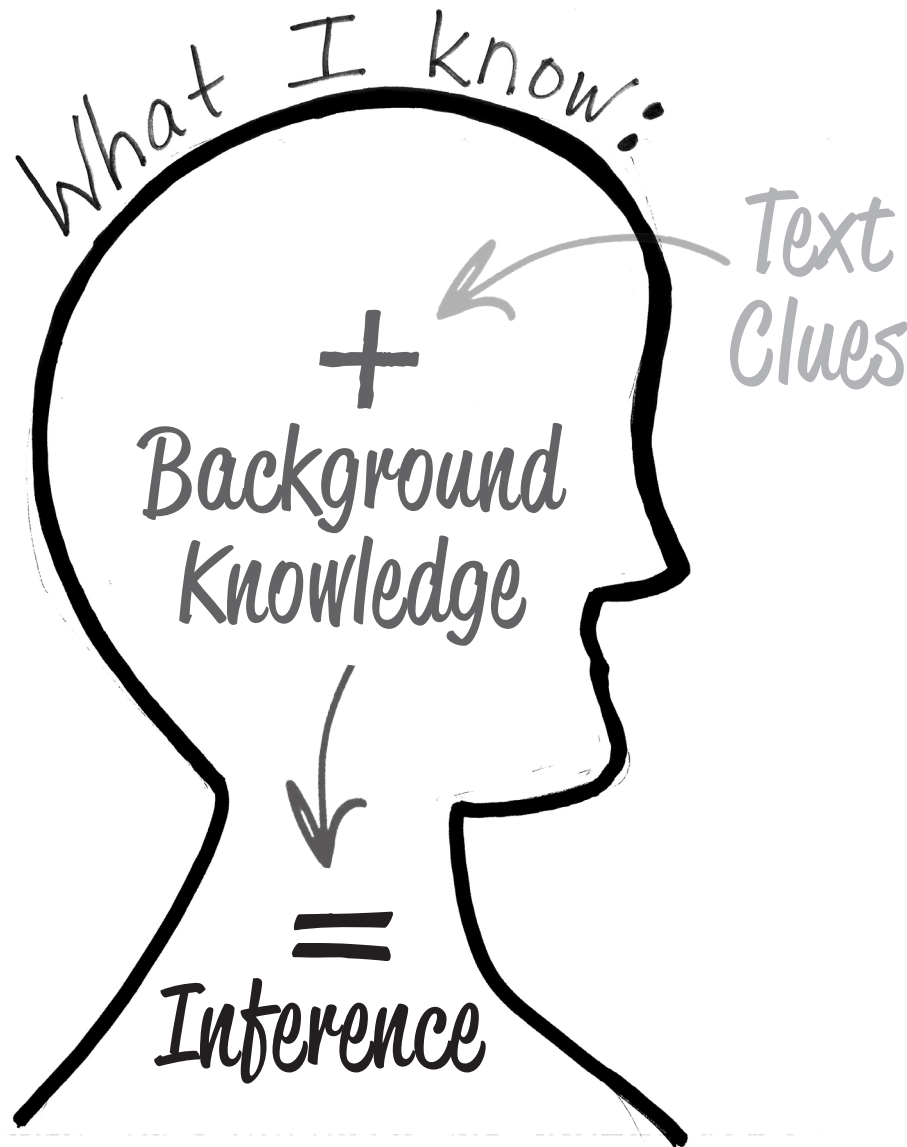 What I know:
Text
Clues
+
Background
Knowledge
=
Inference